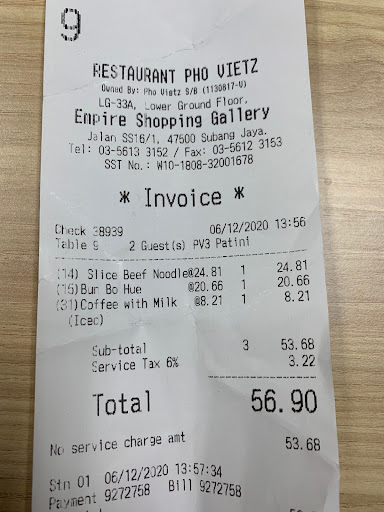 9
RESTAURANT PHO VIETZ
Owned By: Pho Vietz S/B (1130617-V)
LG-33A, Lower Ground Floor,
Empire Shopping Gallery
Jalan SS16/1, 47500 Subang Jaya.
Tel: 03-5613 3152 / Fax: 03-5612 3153
SST No.: W10-1808-32001678
* Invoice *
Check 38939 06/12/2020 13:56
Table 9 2 Guest(s) PV3 Patini
(14) Slice Beef Noodle@24.81 1 24.81
(15)Bun Bo Hue @20.66 1 20.66
(31)Coffee with Milk @8.21 1 8.21
(Iced)
Sub-total 3 53.68
Service Tax 6% 3.22
Total 56.90
No service charge amt 53.68
Stn 01 06/12/2020 13:57:34
Payment 9272758 Bill 9272758